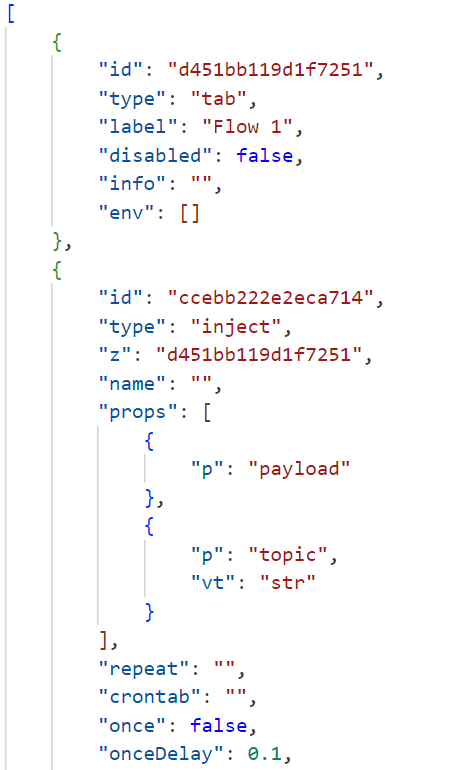 [
    {
        "id": "d451bb119d1f7251",
        "type": "tab",
        "label": "Flow 1",
        "disabled": false,
        "info": "",
        "env": []
    },
    {
        "id": "ccebb222e2eca714",
        "type": "inject",
        "z": "d451bb119d1f7251",
        "name": "",
        "props": [
            {
                "p": "payload"
            },
            {
                "p": "topic",
                "vt": "str"
            }
        ],
        "repeat": "",
        "crontab": "",
        "once": false,
        "onceDelay": 0.1,